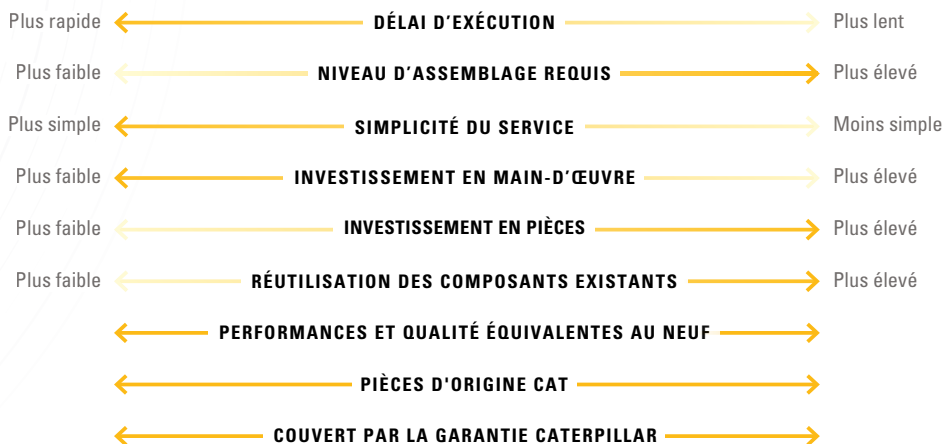 Plus rapide DÉLAI D'EXÉCUTION Plus lent
Plus faible NIVEAU D'ASSEMBLAGE REQUIS Plus élevé
Plus simple SIMPLICITÉ DU SERVICE Moins simple
Plus faible INVESTISSEMENT EN MAIN-D'ŒUVRE Plus élevé
Plus faible INVESTISSEMENT EN PIÈCES Plus élevé
Plus faible RÉUTILISATION DES COMPOSANTS EXISTANTS Plus élevé
PERFORMANCES ET QUALITÉ ÉQUIVALENTES AU NEUF
PIÈCES D'ORIGINE CAT
COUVERT PAR LA GARANTIE CATERPILLAR